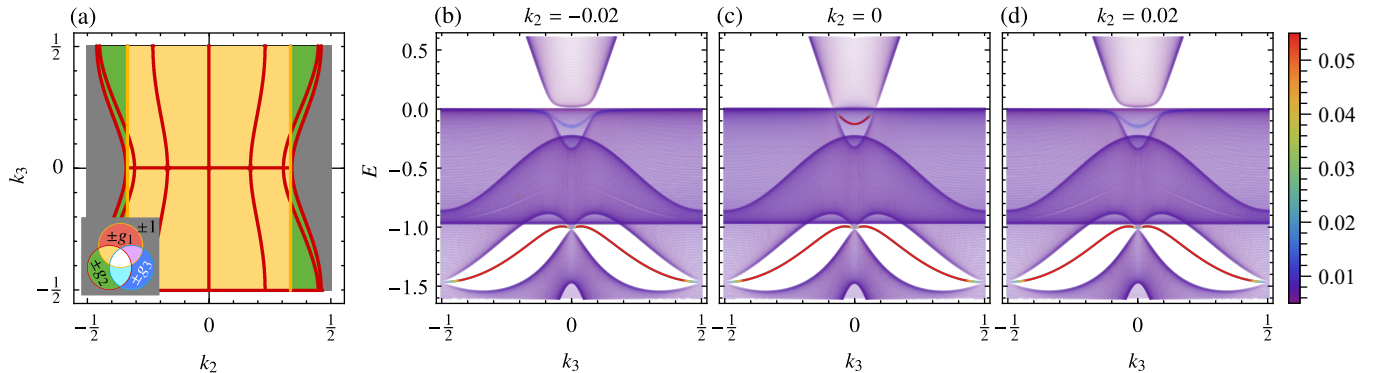 (a)
1/2
0
−1/2
k₃
−1/2
0
1/2
k₂
±g₁
±1
±g₂
±g₃
(b)
k₂ = −0.02
0.5
0.0
−0.5
−1.0
−1.5
E
−1/2
0
1/2
k₃
(c)
k₂ = 0
−1/2
0
1/2
k₃
(d)
k₂ = 0.02
−1/2
0
1/2
k₃
0.05
0.04
0.03
0.02
0.01